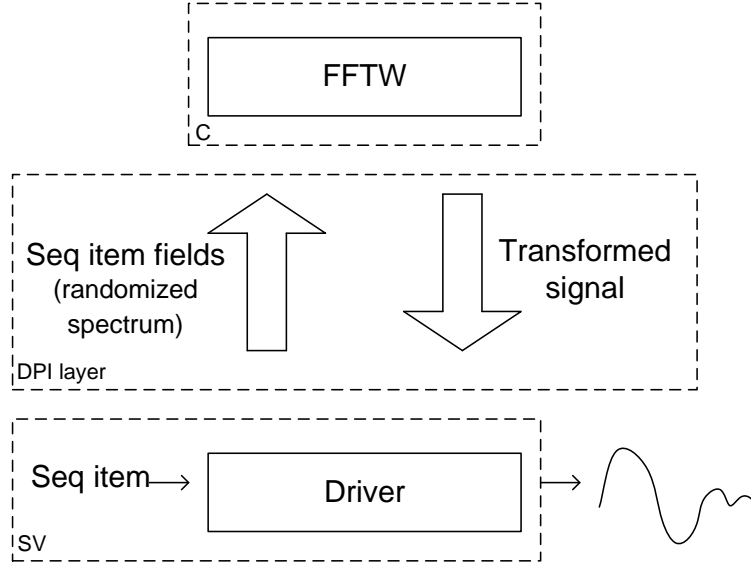 FFTW
C
Seq item fields
(randomized
spectrum)
Transformed
signal
DPI layer
Seq item
Driver
SV